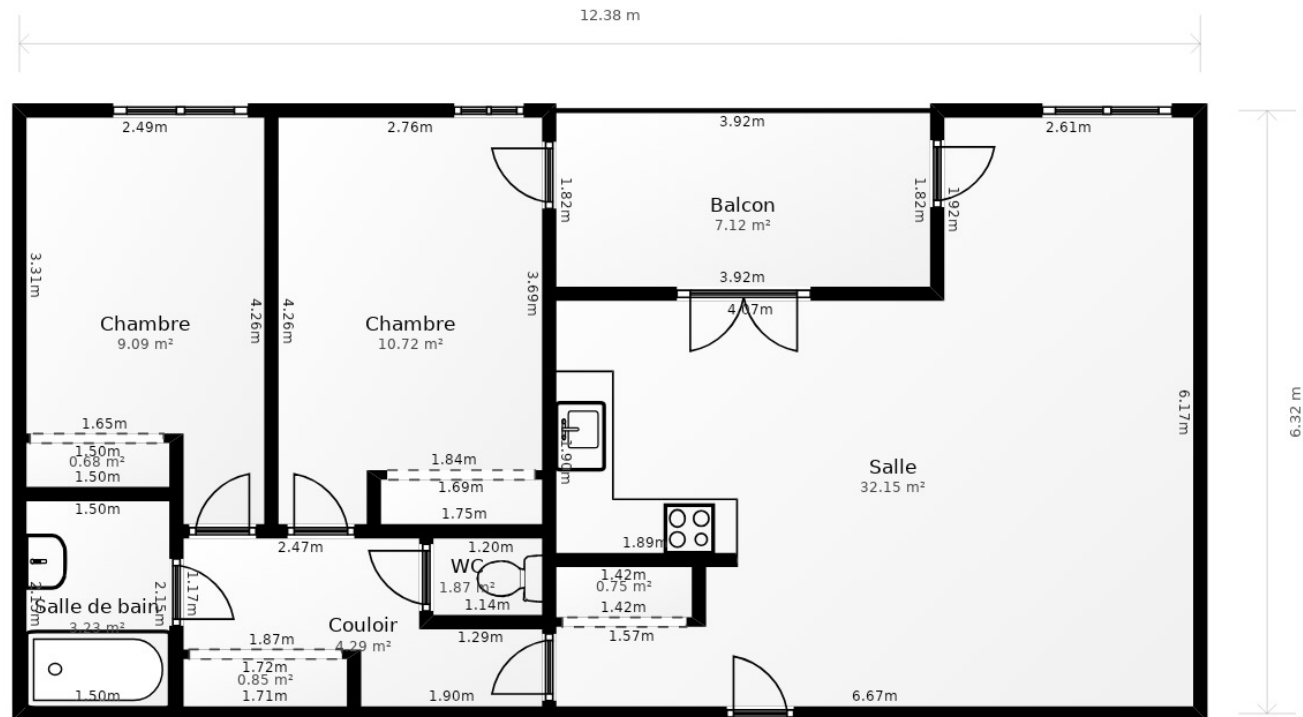 12.38 m
2.49m
2.76m
3.92m
2.61m
1.82m
1.82m
1.92m
Balcon
7.12 m²
3.31m
4.26m
4.26m
3.69m
3.92m
4.07m
Chambre
9.09 m²
Chambre
10.72 m²
6.17m
6.32 m
1.65m
1.50m
0.68 m²
1.50m
1.84m
1.69m
1.75m
1.90m
Salle
32.15 m²
1.50m
2.47m
1.20m
1.89m
WC
1.87 m²
1.14m
1.42m
0.75 m²
1.42m
1.57m
2.15m
2.15m
1.17m
Salle de bain
3.23 m²
Couloir
4.29 m²
1.29m
1.87m
1.72m
0.85 m²
1.71m
1.50m
1.90m
6.67m